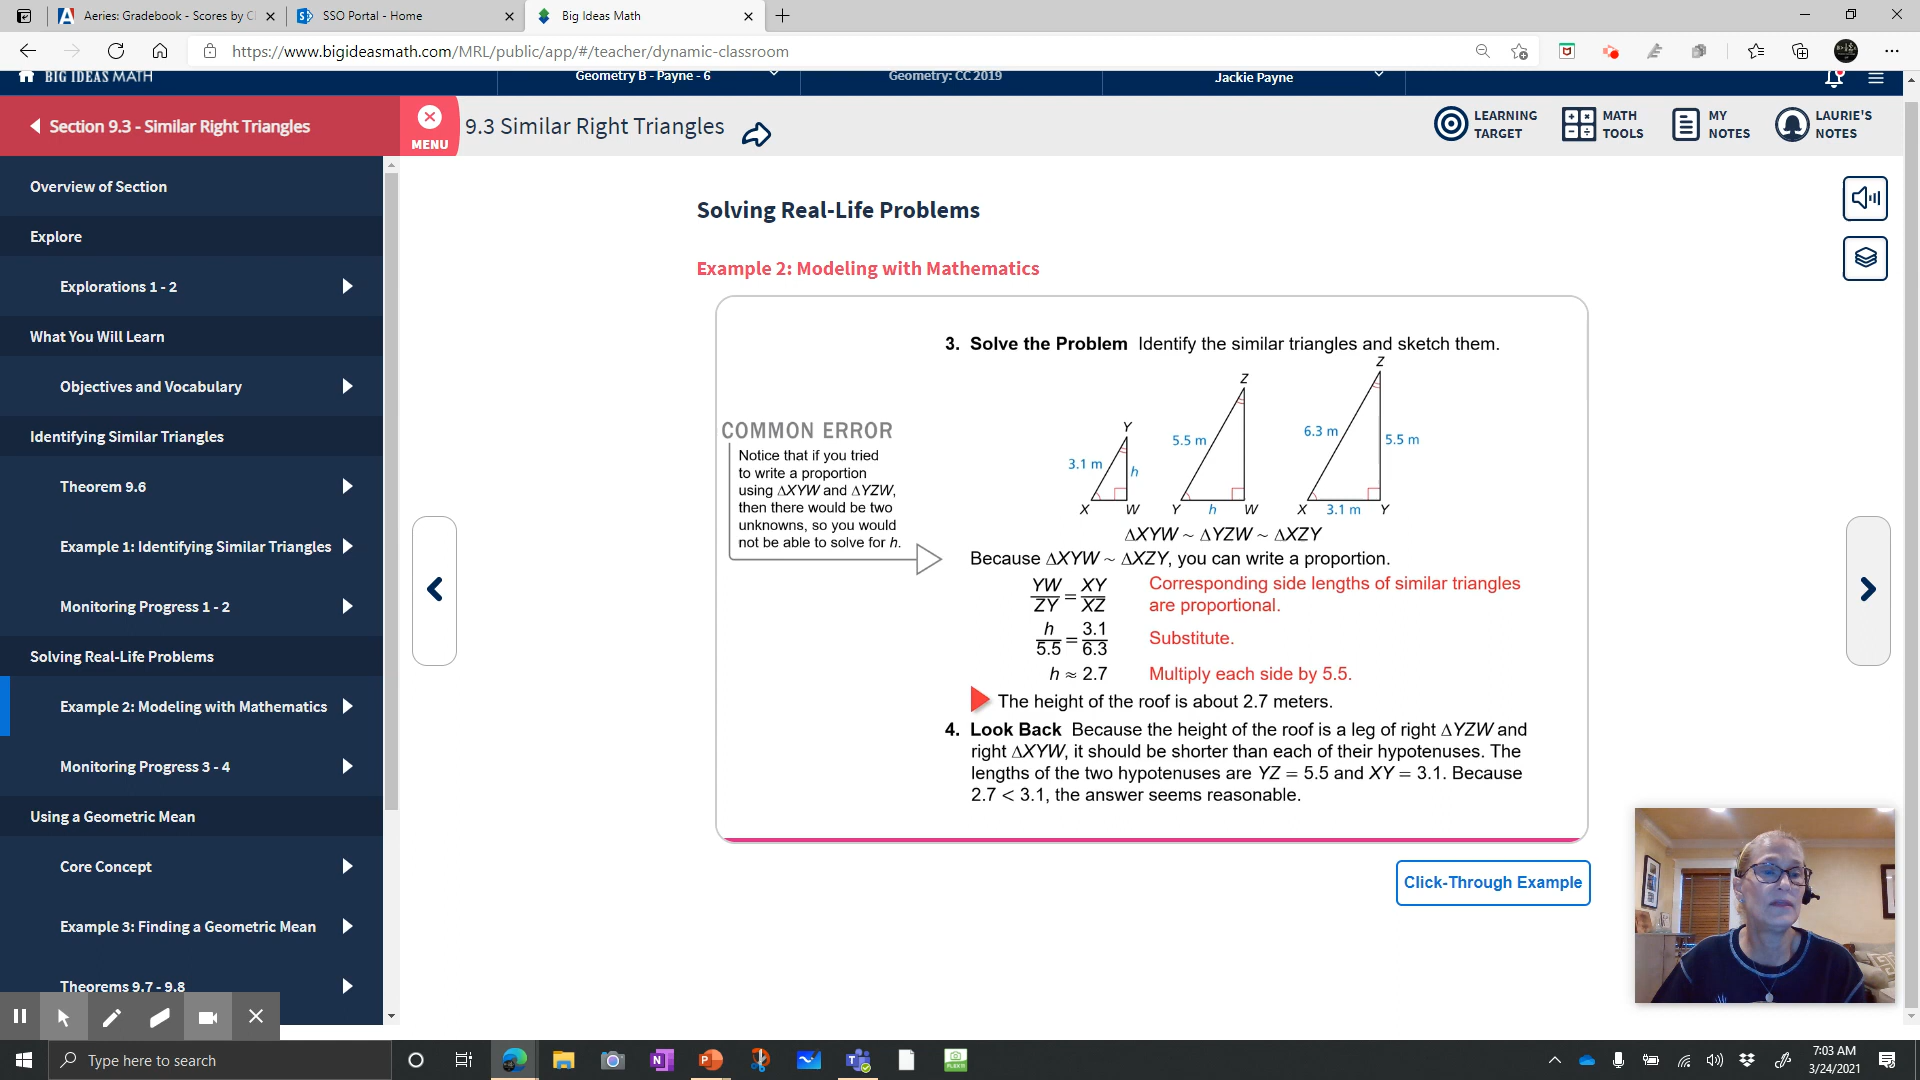 Aeries: Gradebook - Scores by Cl
SSO Portal - Home
Big Ideas Math
https://www.bigideasmath.com/MRL/public/app/#/teacher/dynamic-classroom
BIG IDEAS MATH
Geometry B - Payne - 6
Geometry: CC 2019
Jackie Payne
Section 9.3 - Similar Right Triangles
MENU
9.3 Similar Right Triangles
LEARNING TARGET
MATH TOOLS
MY NOTES
LAURIE'S NOTES
Overview of Section
Explore
Explorations 1 - 2
What You Will Learn
Objectives and Vocabulary
Identifying Similar Triangles
Theorem 9.6
Example 1: Identifying Similar Triangles
Monitoring Progress 1 - 2
Solving Real-Life Problems
Example 2: Modeling with Mathematics
Monitoring Progress 3 - 4
Using a Geometric Mean
Core Concept
Example 3: Finding a Geometric Mean
Theorems 9.7 - 9.8
Solving Real-Life Problems
Example 2: Modeling with Mathematics
3. Solve the Problem Identify the similar triangles and sketch them.
Y
3.1 m
h
X W
Z
5.5 m
Y h W
Z
6.3 m
5.5 m
X 3.1 m Y
COMMON ERROR
Notice that if you tried
to write a proportion
using △XYW and △YZW,
then there would be two
unknowns, so you would
not be able to solve for h.
△XYW ~ △YZW ~ △XZY
Because △XYW ~ △XZY, you can write a proportion.
YW/ZY = XY/XZ Corresponding side lengths of similar triangles
are proportional.
h/5.5 = 3.1/6.3 Substitute.
h ≈ 2.7 Multiply each side by 5.5.
The height of the roof is about 2.7 meters.
4. Look Back Because the height of the roof is a leg of right △YZW and
right △XYW, it should be shorter than each of their hypotenuses. The
lengths of the two hypotenuses are YZ = 5.5 and XY = 3.1. Because
2.7 < 3.1, the answer seems reasonable.
Click-Through Example
Type here to search
7:03 AM
3/24/2021